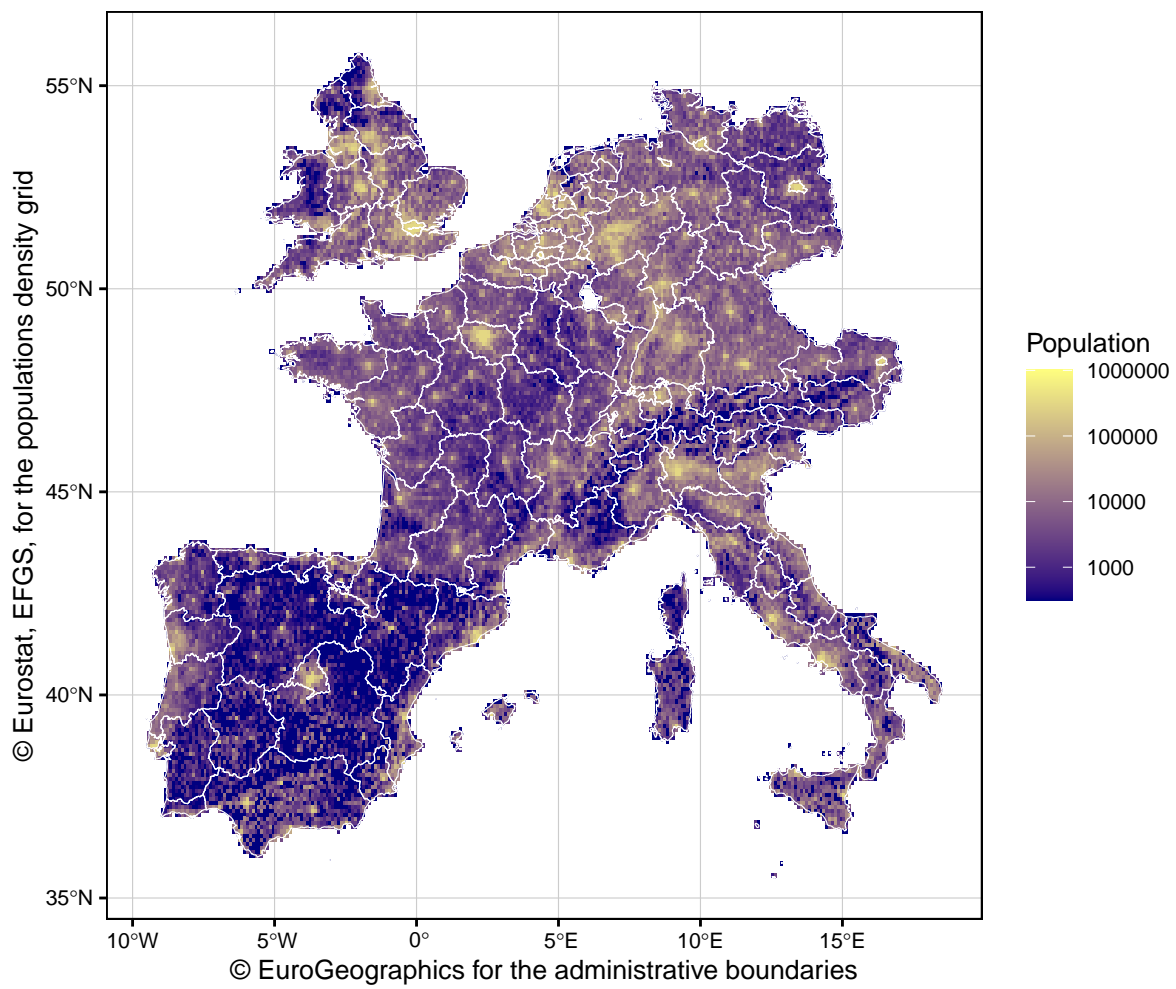 © Eurostat, EFGS, for the populations density grid
55°N
50°N
45°N
40°N
35°N
10°W
5°W
0°
5°E
10°E
15°E
© EuroGeographics for the administrative boundaries
Population
1000000
100000
10000
1000